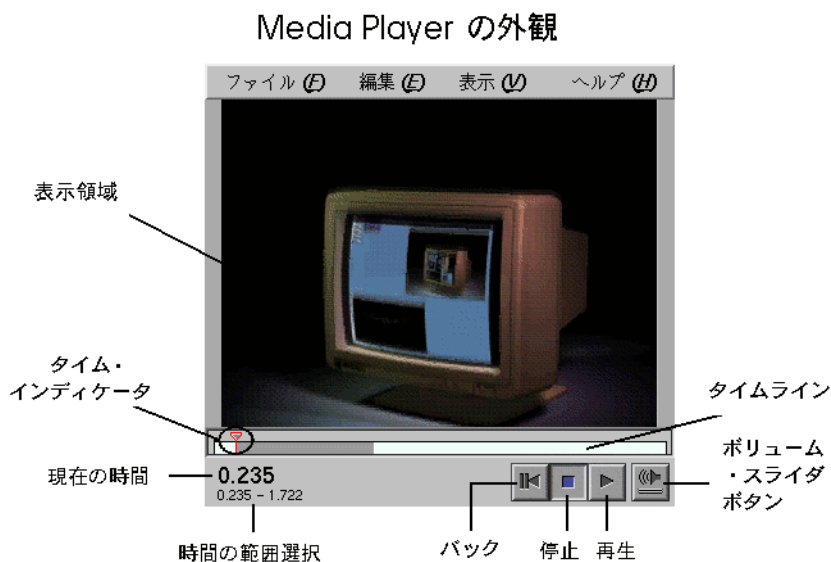 Media Player の外観
ファイル (F) 編集 (E) 表示 (V) ヘルプ (H)
表示領域
タイム・
インディケータ
タイムライン
現在の時間
0.235
0.235 - 1.722
ボリューム
・スライダ
ボタン
時間の範囲選択
バック
停止
再生